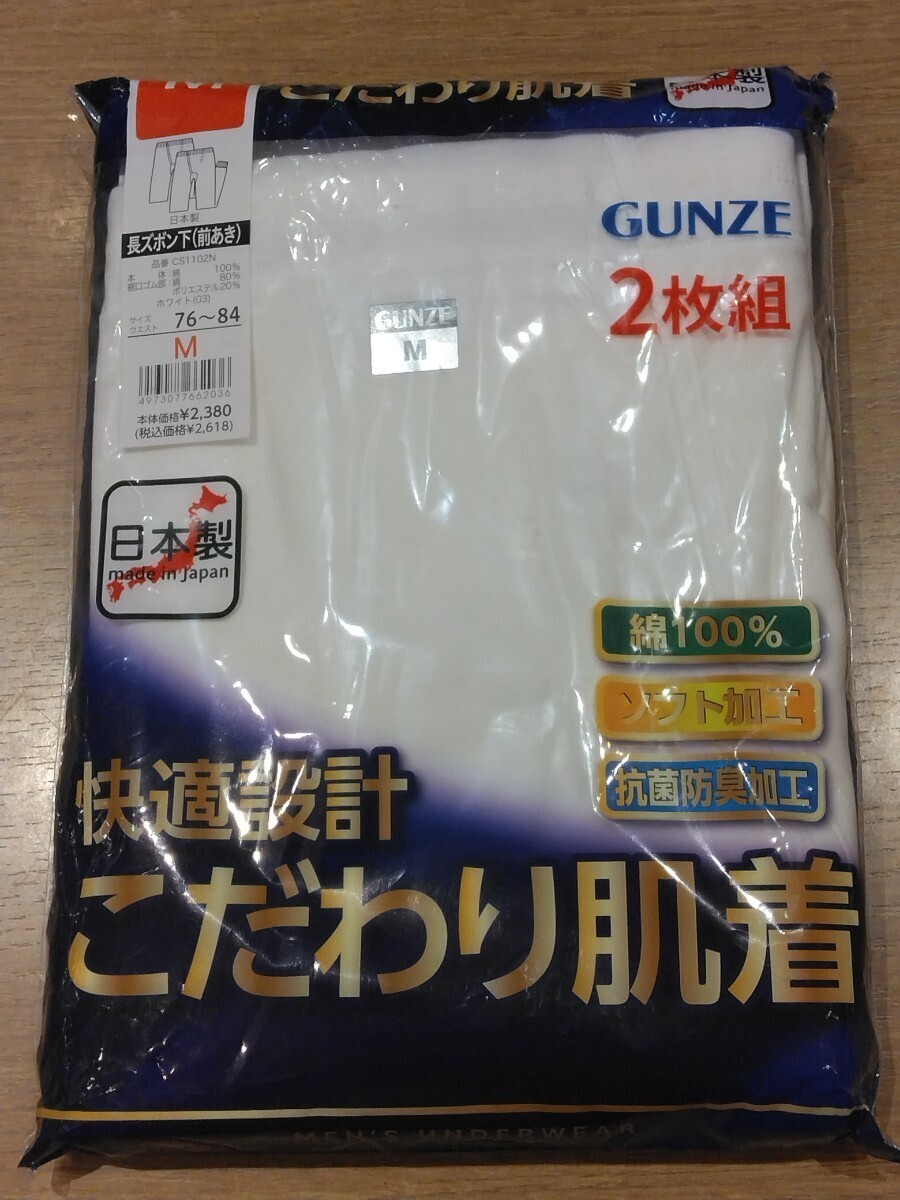 M
こだわり肌着
日本製
made in Japan
日本製
長ズボン下(前あき)
品番 CS1102N
本 体:綿 100%
裾口ゴム部:綿 80%
ポリエステル20%
ホワイト(03)
サイズ
ウエスト 76~84
M
4973077662036
本体価格¥2,380
(税込価格¥2,618)
GUNZE
2枚組
GUNZE
M
日本製
made in Japan
綿100%
ソフト加工
抗菌防臭加工
快適設計
こだわり肌着
MEN'S UNDERWEAR